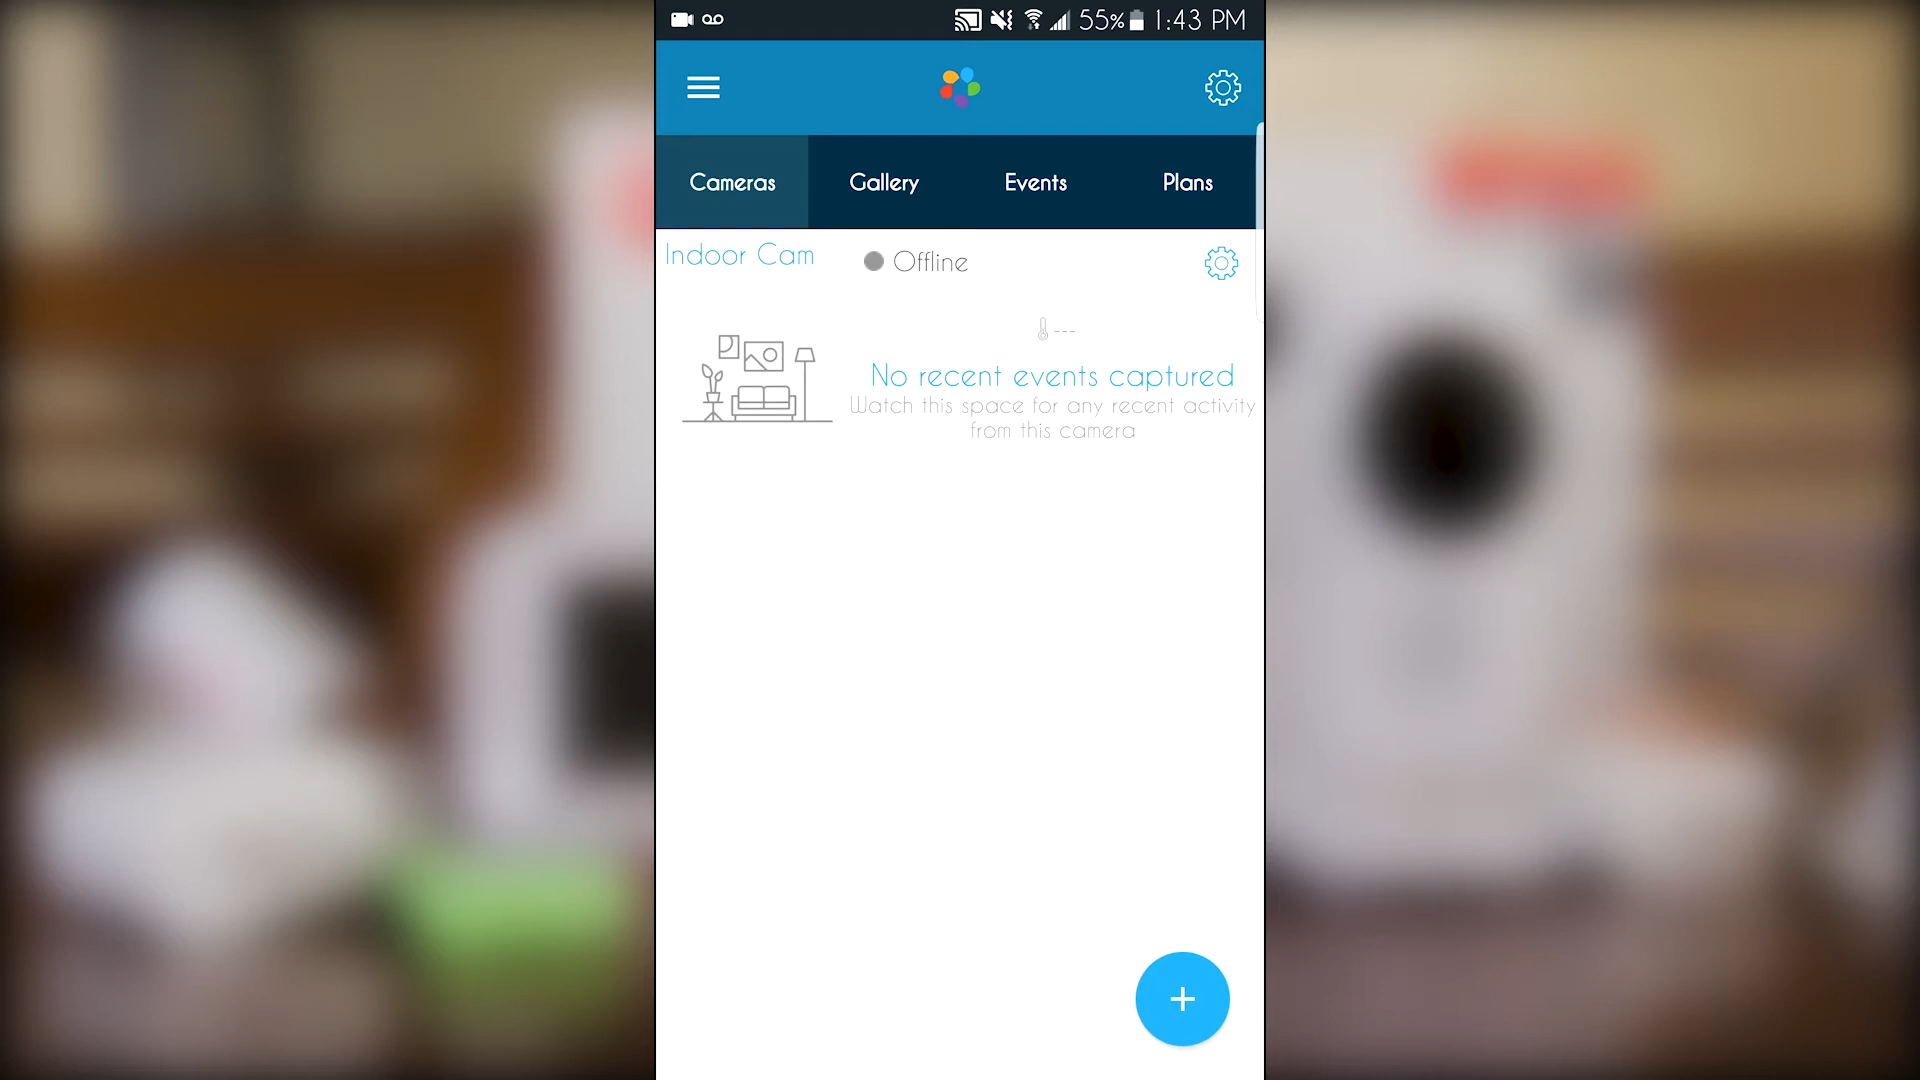 55% 1:43 PM
Cameras Gallery Events Plans
Indoor Cam Offline
---
No recent events captured
Watch this space for any recent activity
from this camera
+